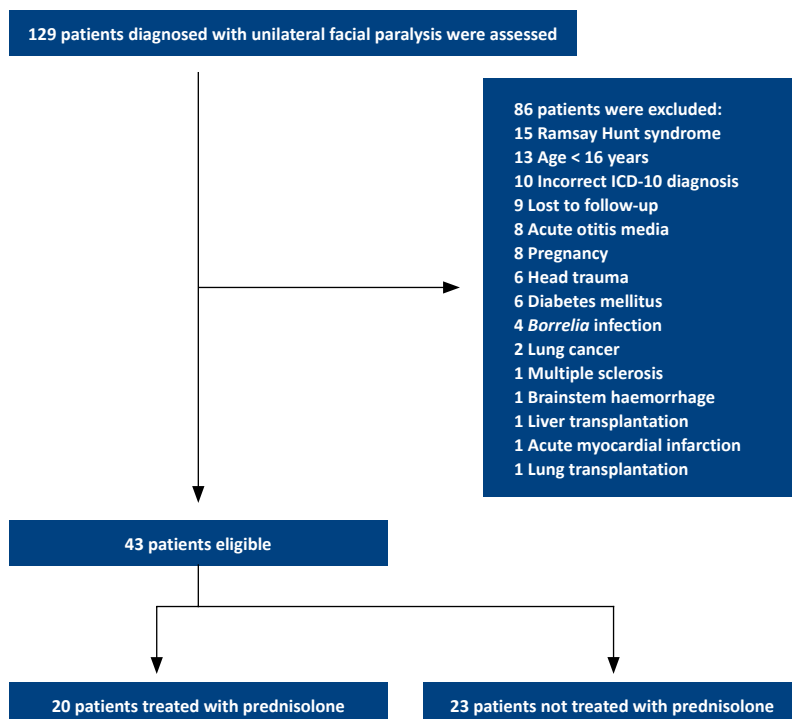 129 patients diagnosed with unilateral facial paralysis were assessed
86 patients were excluded:
15 Ramsay Hunt syndrome
13 Age < 16 years
10 Incorrect ICD-10 diagnosis
9 Lost to follow-up
8 Acute otitis media
8 Pregnancy
6 Head trauma
6 Diabetes mellitus
4 Borrelia infection
2 Lung cancer
1 Multiple sclerosis
1 Brainstem haemorrhage
1 Liver transplantation
1 Acute myocardial infarction
1 Lung transplantation
43 patients eligible
20 patients treated with prednisolone
23 patients not treated with prednisolone